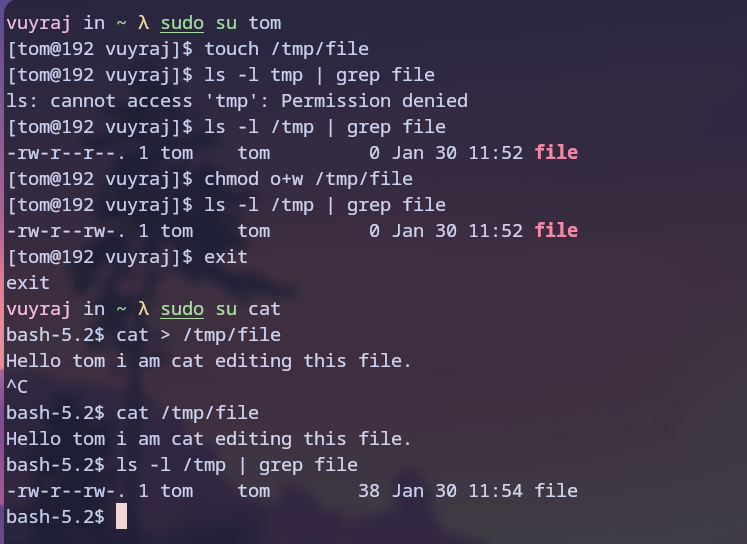 vuyraj in ~ λ sudo su tom
[tom@192 vuyraj]$ touch /tmp/file
[tom@192 vuyraj]$ ls -l tmp | grep file
ls: cannot access 'tmp': Permission denied
[tom@192 vuyraj]$ ls -l /tmp | grep file
-rw-r--r--. 1 tom    tom         0 Jan 30 11:52 file
[tom@192 vuyraj]$ chmod o+w /tmp/file
[tom@192 vuyraj]$ ls -l /tmp | grep file
-rw-r--rw-. 1 tom    tom         0 Jan 30 11:52 file
[tom@192 vuyraj]$ exit
exit
vuyraj in ~ λ sudo su cat
bash-5.2$ cat > /tmp/file
Hello tom i am cat editing this file.
^C
bash-5.2$ cat /tmp/file
Hello tom i am cat editing this file.
bash-5.2$ ls -l /tmp | grep file
-rw-r--rw-. 1 tom    tom        38 Jan 30 11:54 file
bash-5.2$